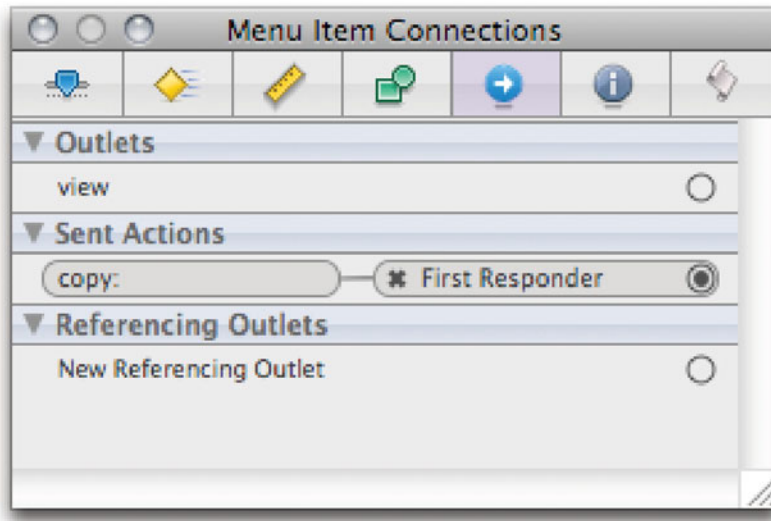 Menu Item Connections
Outlets
view
Sent Actions
copy: First Responder
Referencing Outlets
New Referencing Outlet